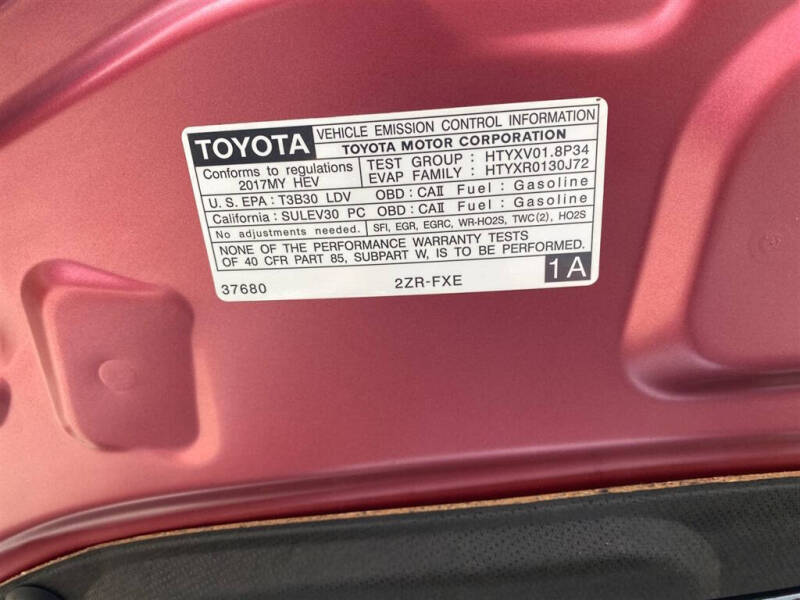 TOYOTA VEHICLE EMISSION CONTROL INFORMATION
TOYOTA MOTOR CORPORATION
Conforms to regulations
2017MY HEV
TEST GROUP : HTYXV01.8P34
EVAP FAMILY : HTYXR0130J72
U. S. EPA : T3B30 LDV OBD : CAⅡ Fuel : Gasoline
California : SULEV30 PC OBD : CAⅡ Fuel : Gasoline
No adjustments needed. SFI, EGR, EGRC, WR-HO2S, TWC(2), HO2S
NONE OF THE PERFORMANCE WARRANTY TESTS
OF 40 CFR PART 85, SUBPART W, IS TO BE PERFORMED.
37680 2ZR-FXE 1A